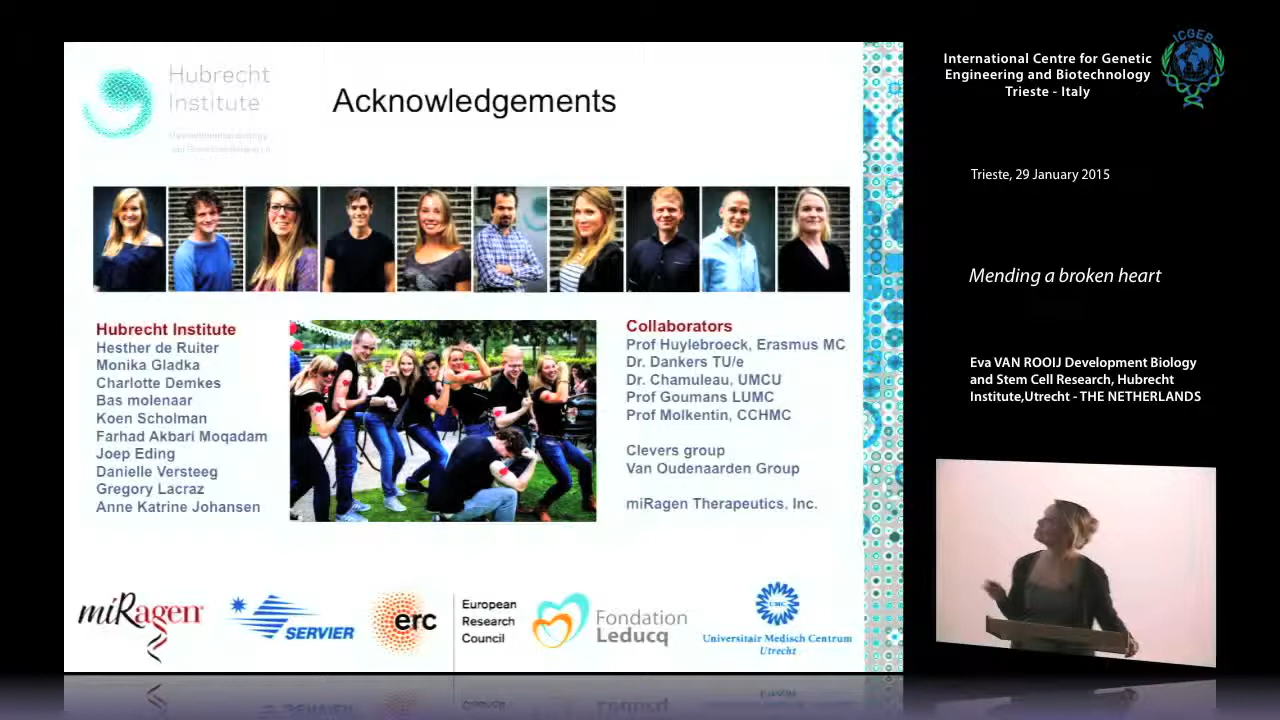 Hubrecht
Institute
Acknowledgements
Hubrecht Institute
Hesther de Ruiter
Monika Gladka
Charlotte Demkes
Bas molenaar
Koen Scholman
Farhad Akbari Moqadam
Joep Eding
Danielle Versteeg
Gregory Lacraz
Anne Katrine Johansen
Collaborators
Prof Huylebroeck, Erasmus MC
Dr. Dankers TU/e
Dr. Chamuleau, UMCU
Prof Goumans LUMC
Prof Molkentin, CCHMC
Clevers group
Van Oudenaarden Group
miRagen Therapeutics, Inc.
miRagen
SERVIER
erc
European
Research
Council
Fondation
Leducq
UMC
Universitair Medisch Centrum
Utrecht
International Centre for Genetic
Engineering and Biotechnology
Trieste - Italy
ICGEB
Trieste, 29 January 2015
Mending a broken heart
Eva VAN ROOIJ Development Biology
and Stem Cell Research, Hubrecht
Institute,Utrecht - THE NETHERLANDS